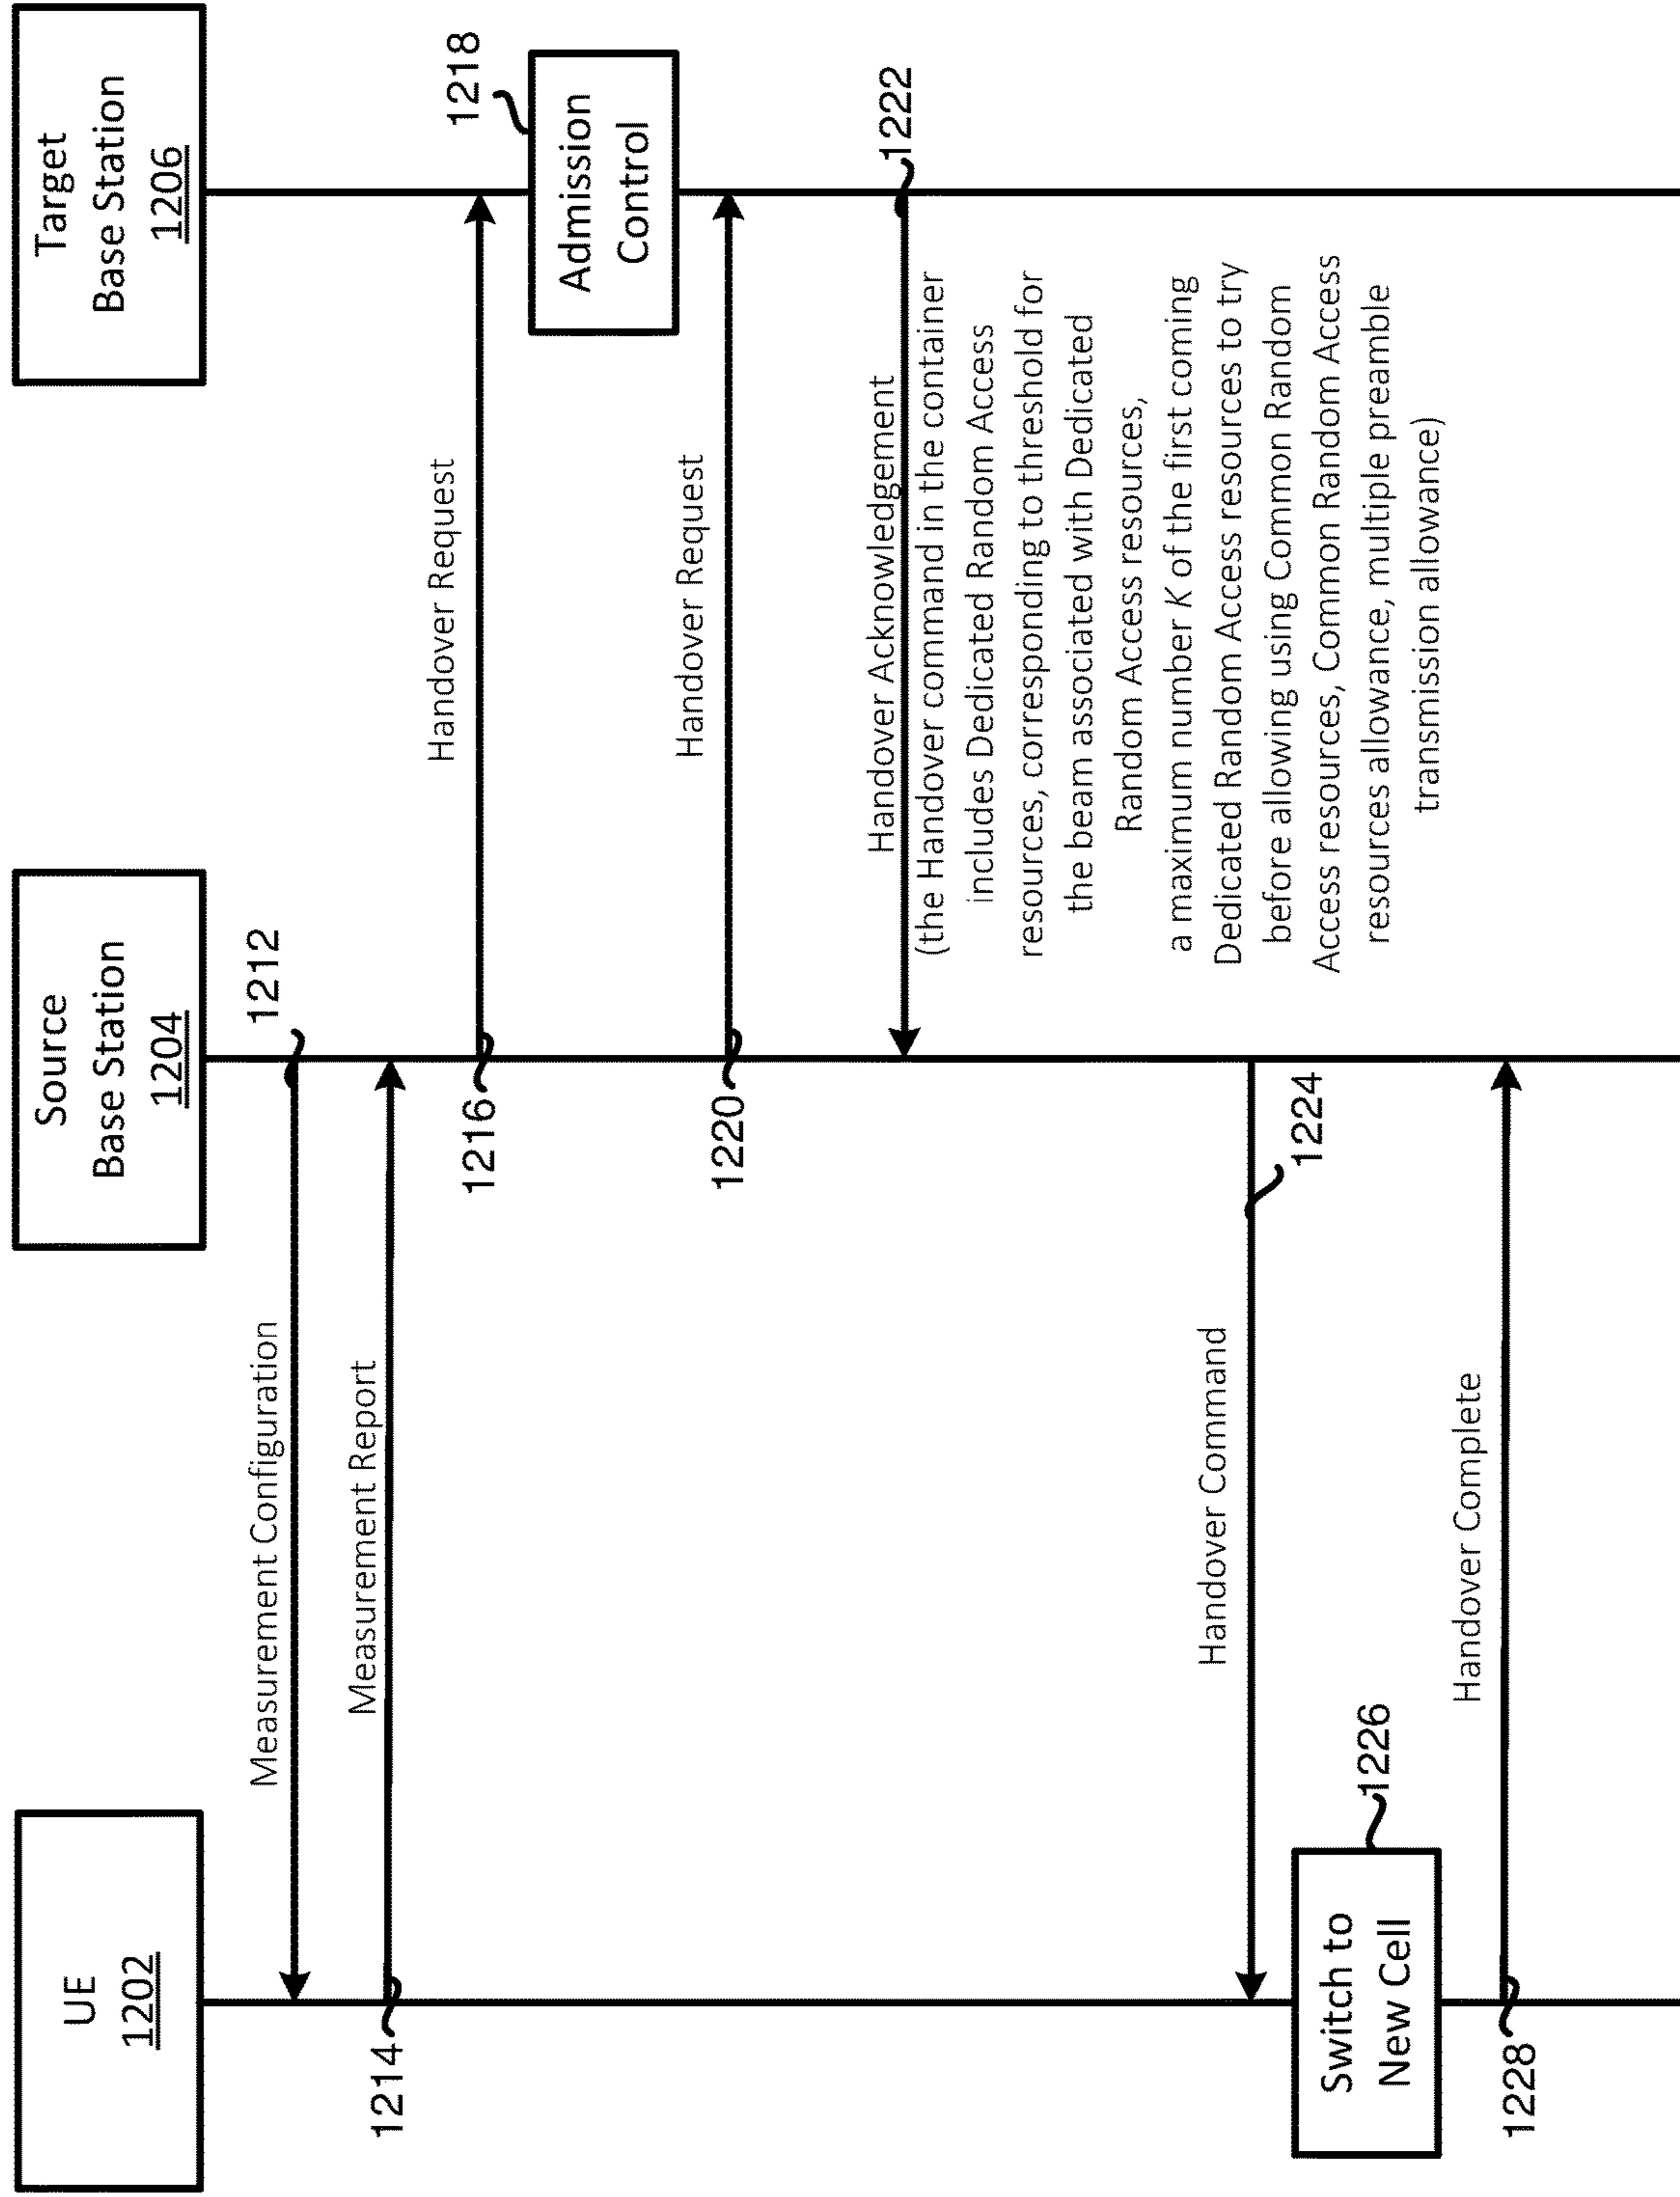 UE
1202
Source
Base Station
1204
Target
Base Station
1206
Measurement Configuration
1212
Measurement Report
1214
Handover Request
1216
Admission
Control
1218
Handover Request
1220
Handover Acknowledgement
1222
(the Handover command in the container
includes Dedicated Random Access
resources, corresponding to threshold for
the beam associated with Dedicated
Random Access resources,
a maximum number K of the first coming
Dedicated Random Access resources to try
before allowing using Common Random
Access resources, Common Random Access
resources allowance, multiple preamble
transmission allowance)
Handover Command
1224
Switch to
New Cell
1226
Handover Complete
1228